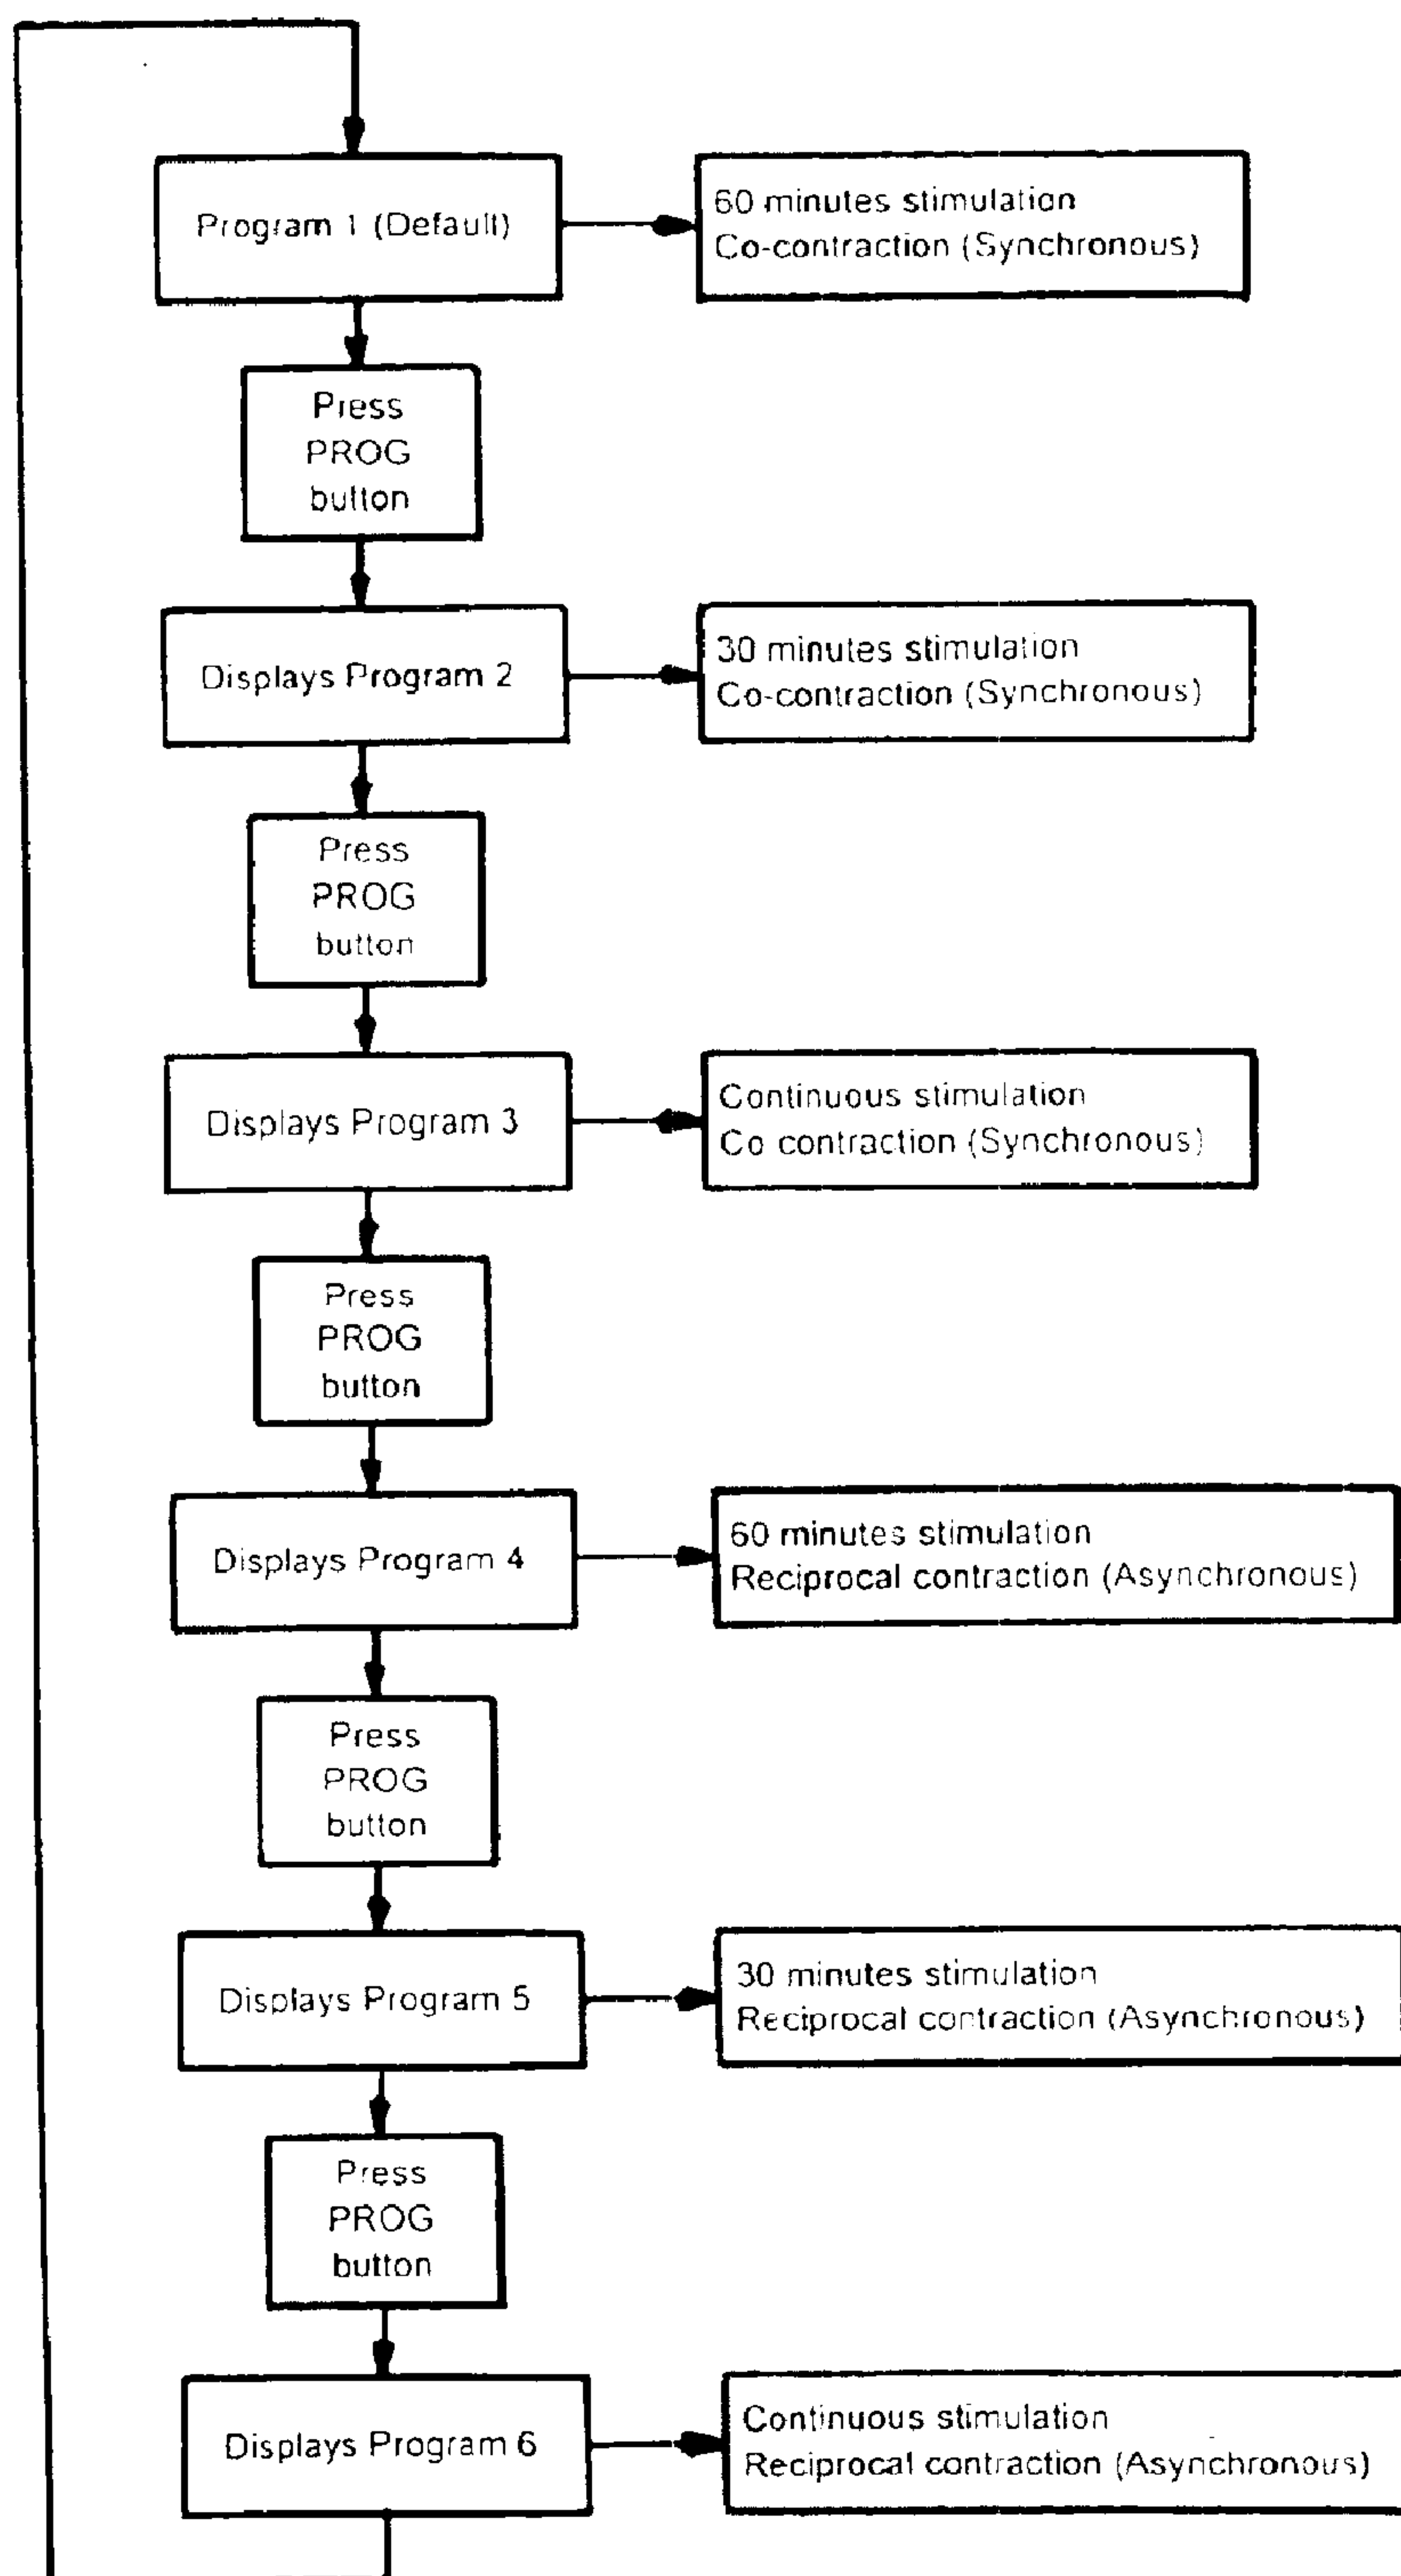 Program 1 (Default)
60 minutes stimulation
Co-contraction (Synchronous)
Press
PROG
button
Displays Program 2
30 minutes stimulation
Co-contraction (Synchronous)
Press
PROG
button
Displays Program 3
Continuous stimulation
Co contraction (Synchronous)
Press
PROG
button
Displays Program 4
60 minutes stimulation
Reciprocal contraction (Asynchronous)
Press
PROG
button
Displays Program 5
30 minutes stimulation
Reciprocal contraction (Asynchronous)
Press
PROG
button
Displays Program 6
Continuous stimulation
Reciprocal contraction (Asynchronous)